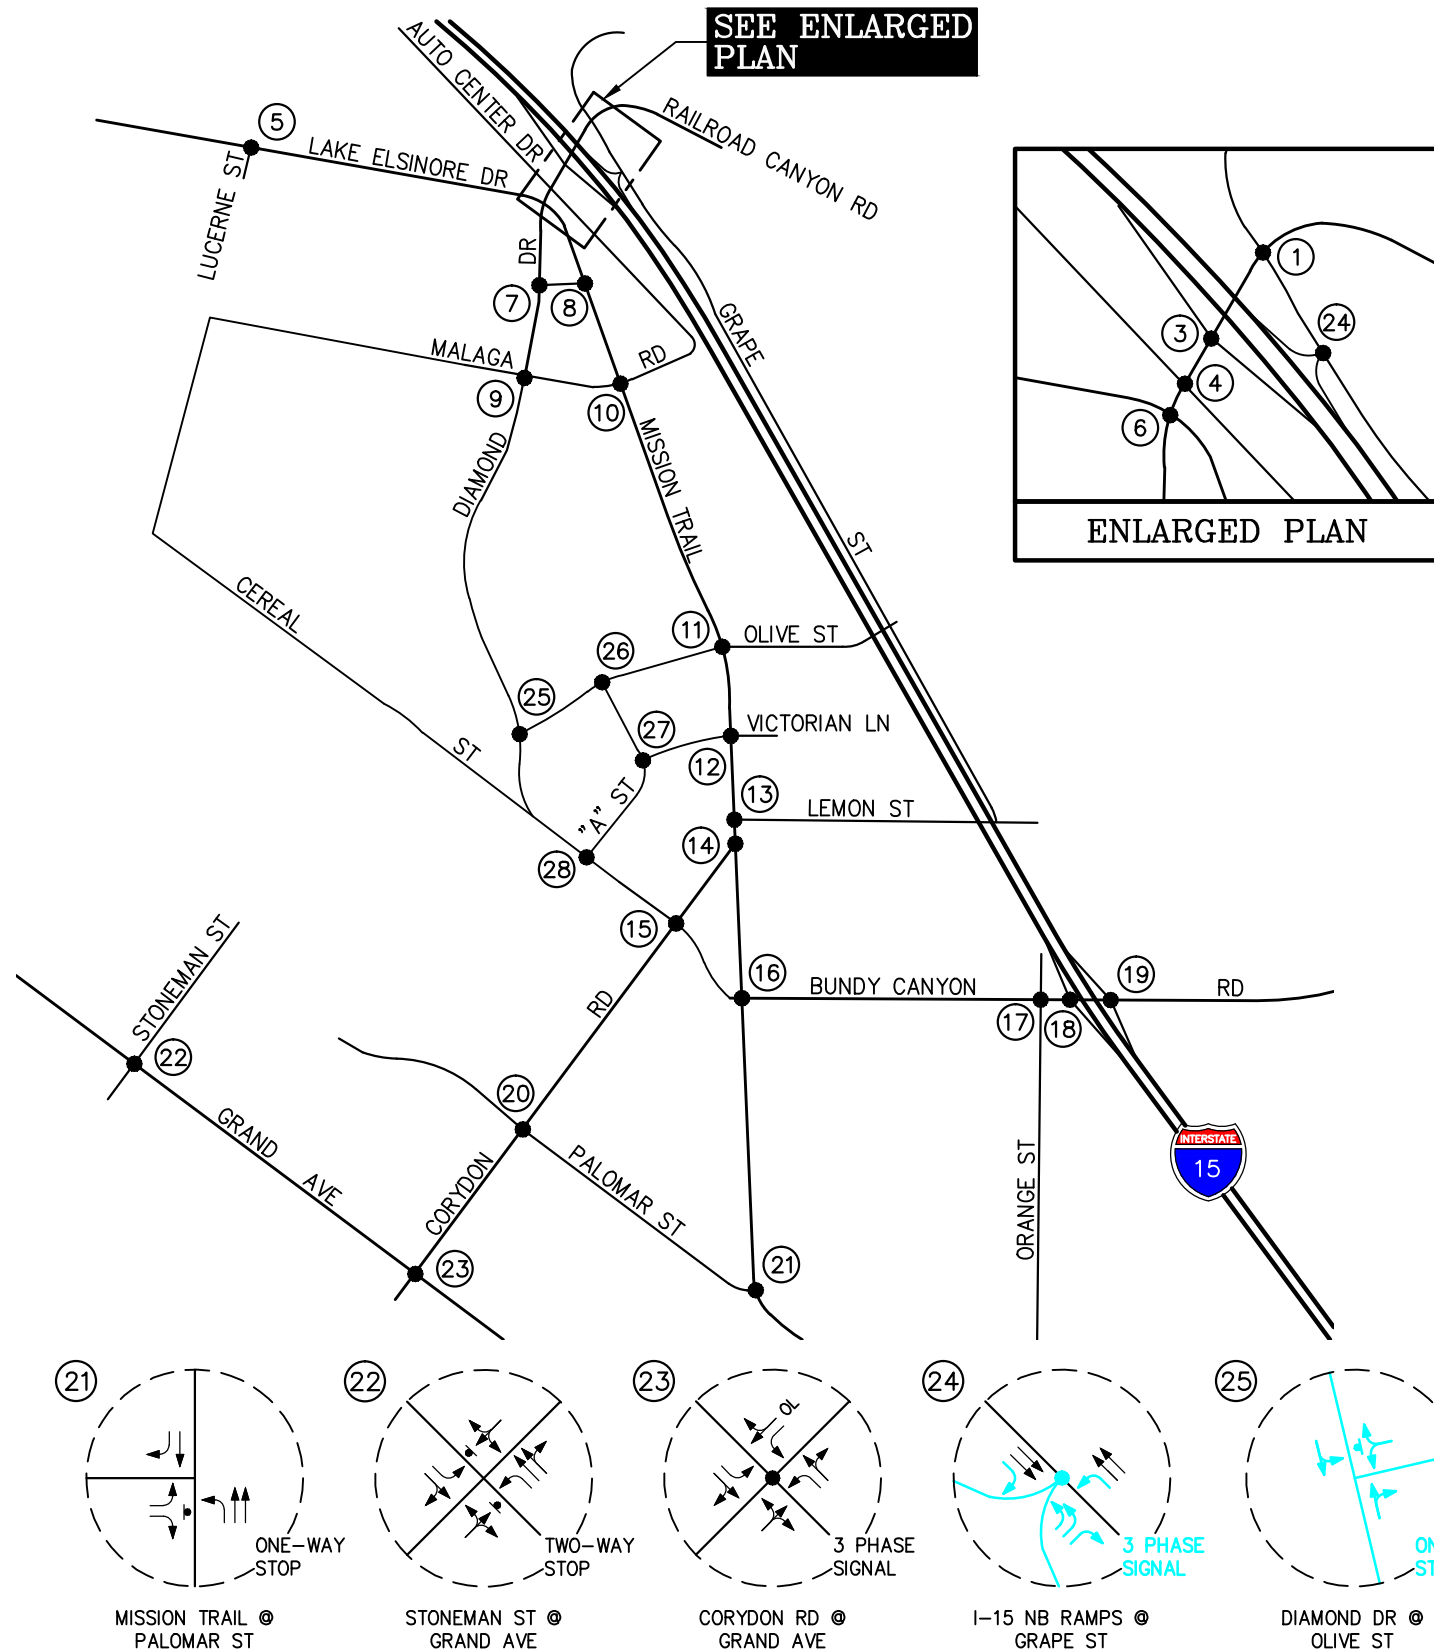 SEE ENLARGED
PLAN
AUTO CENTER DR
RAILROAD CANYON RD
5
LAKE ELSINORE DR
LUCERNE ST
DR
7
8
1
3
24
4
6
ENLARGED PLAN
GRAPE
ST
MALAGA
RD
9
10
DIAMOND
MISSION TRAIL
CEREAL
ST
11
OLIVE ST
26
25
27
VICTORIAN LN
12
13
LEMON ST
"A" ST
14
28
15
STONEMAN ST
16
BUNDY CANYON
RD
17
18
19
RD
22
20
GRAND
AVE
CORYDON
PALOMAR ST
ORANGE ST
INTERSTATE
15
23
21
21
ONE-WAY
STOP
MISSION TRAIL @
PALOMAR ST
22
TWO-WAY
STOP
STONEMAN ST @
GRAND AVE
23
OL
3 PHASE
SIGNAL
CORYDON RD @
GRAND AVE
24
3 PHASE
SIGNAL
I-15 NB RAMPS @
GRAPE ST
25
DIAMOND DR @
OLIVE ST